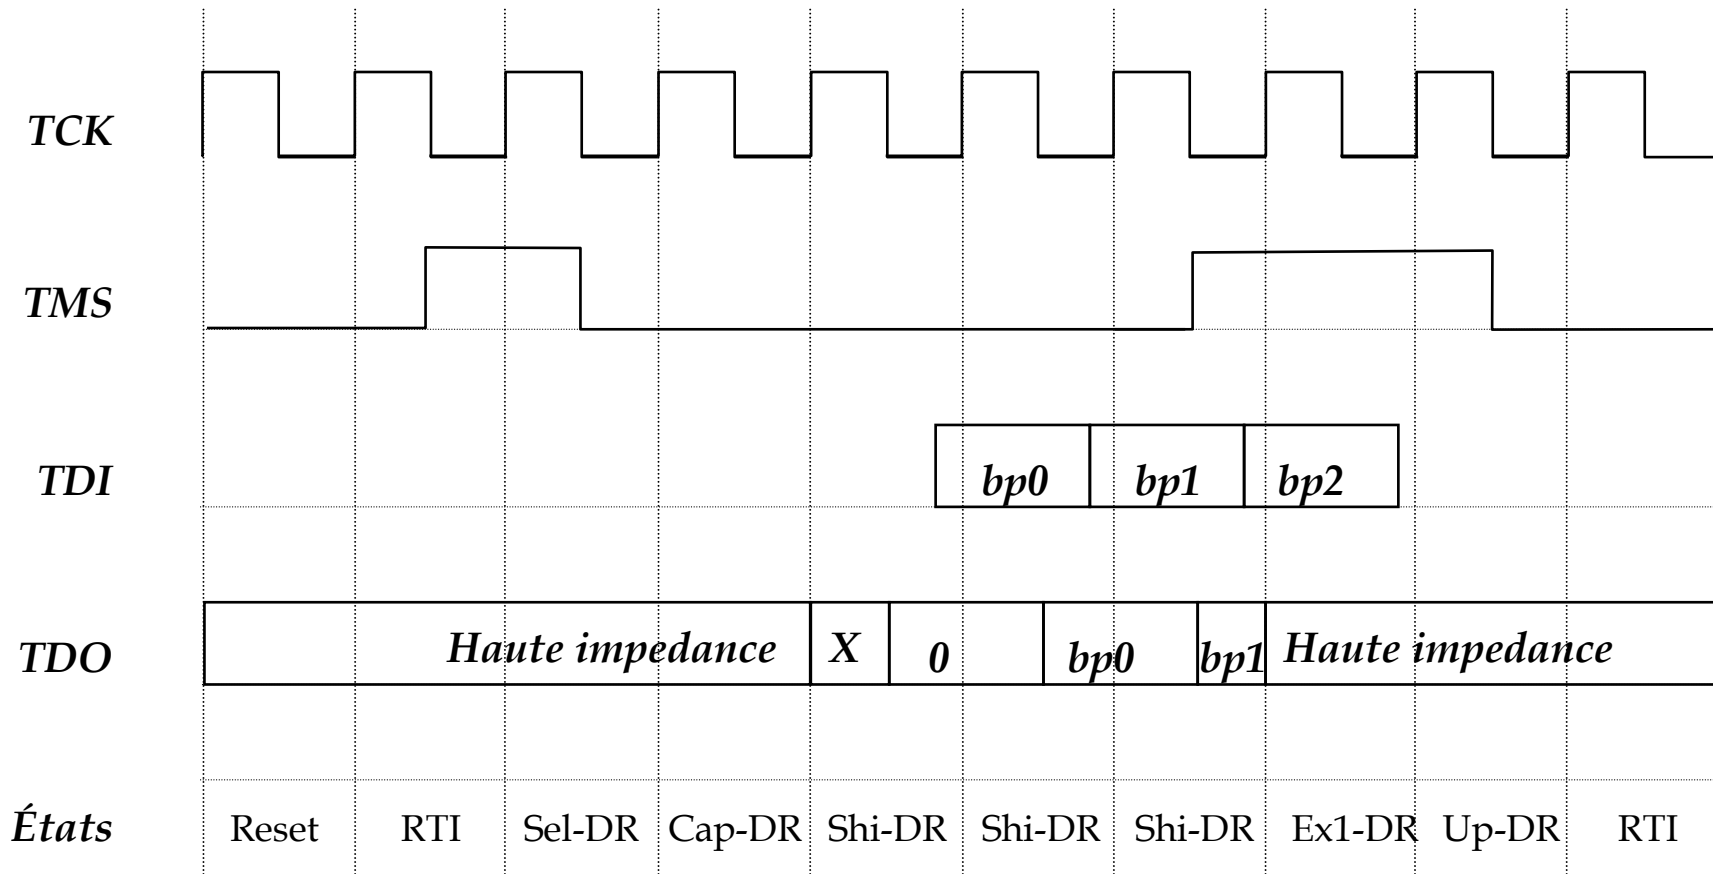 TCK
TMS
TDI bp0 bp1 bp2
TDO Haute impedance X 0 bp0 bp1 Haute impedance
États Reset RTI Sel-DR Cap-DR Shi-DR Shi-DR Shi-DR Ex1-DR Up-DR RTI